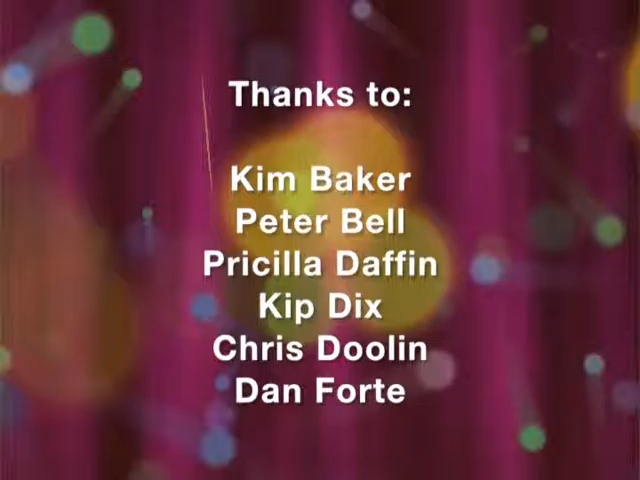 Thanks to:
Kim Baker
Peter Bell
Pricilla Daffin
Kip Dix
Chris Doolin
Dan Forte